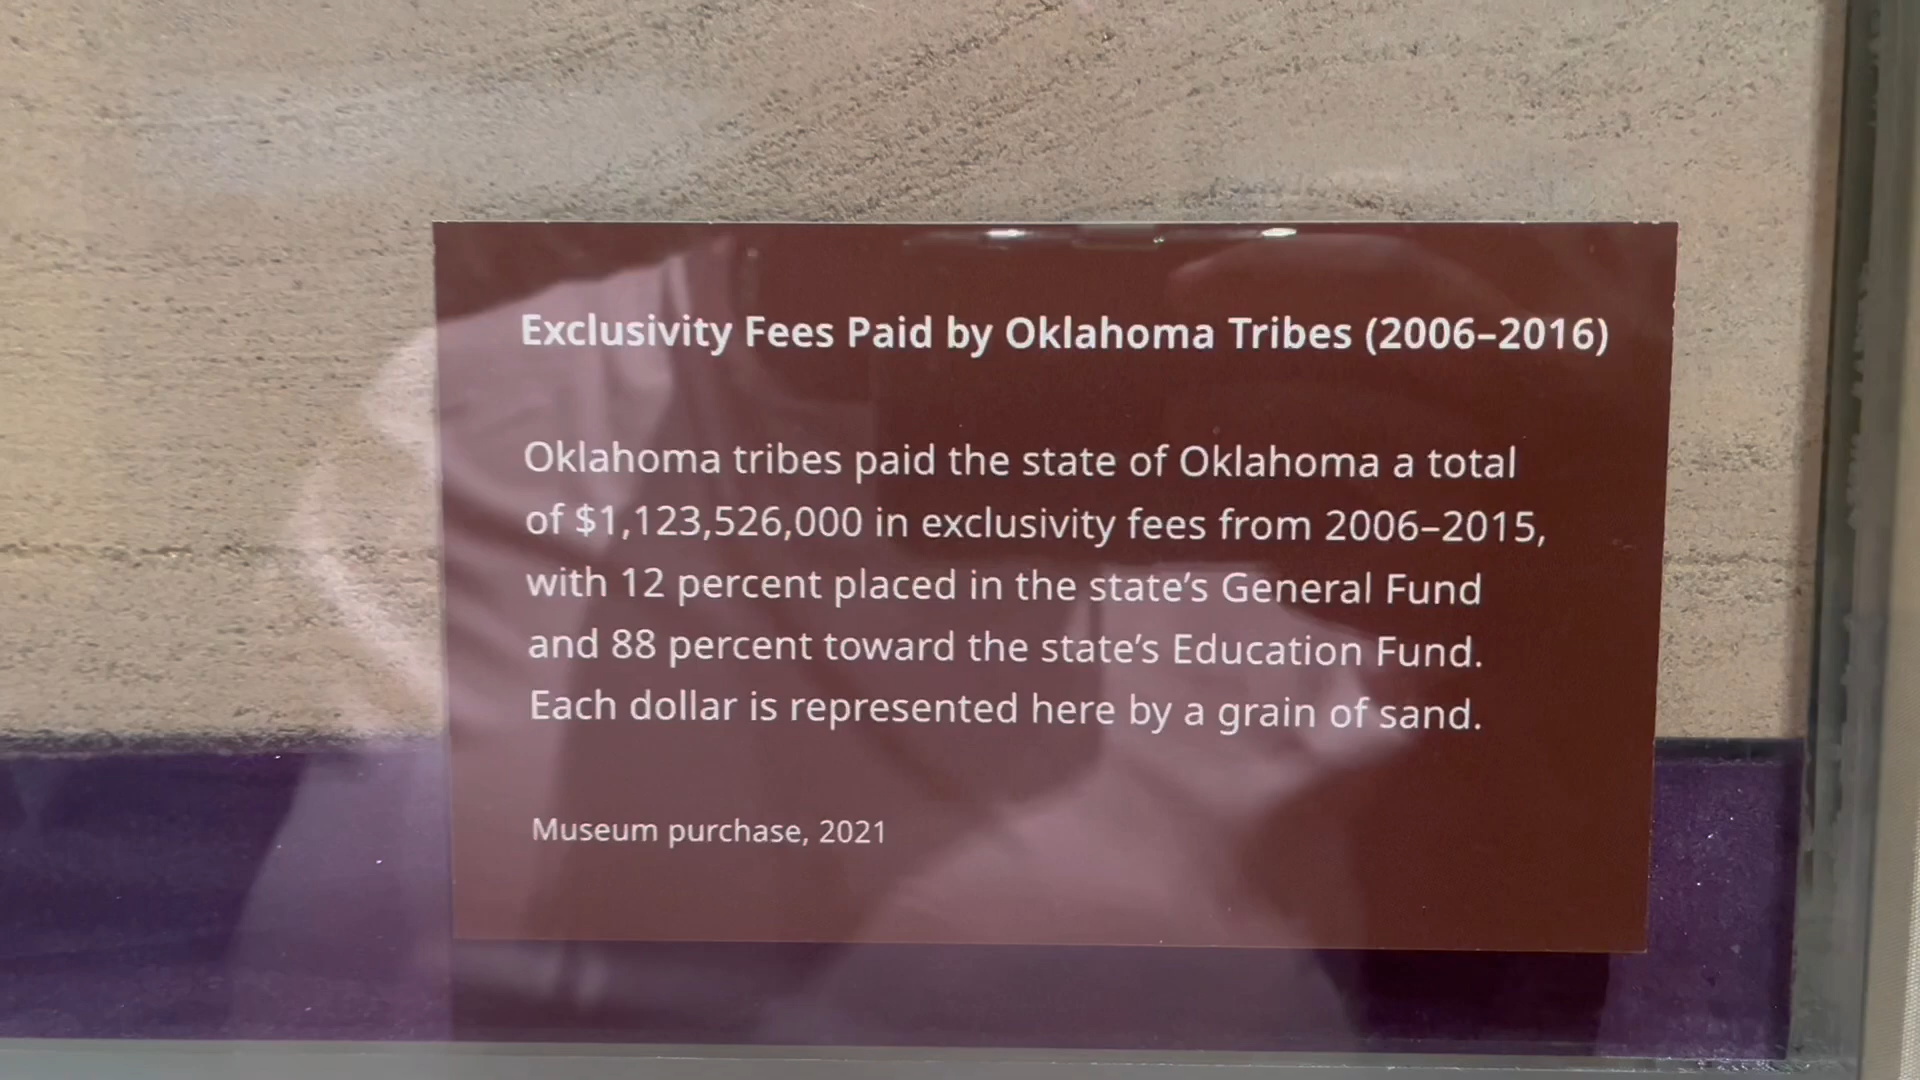 Exclusivity Fees Paid by Oklahoma Tribes (2006–2016)
Oklahoma tribes paid the state of Oklahoma a total
of $1,123,526,000 in exclusivity fees from 2006–2015,
with 12 percent placed in the state’s General Fund
and 88 percent toward the state’s Education Fund.
Each dollar is represented here by a grain of sand.
Museum purchase, 2021